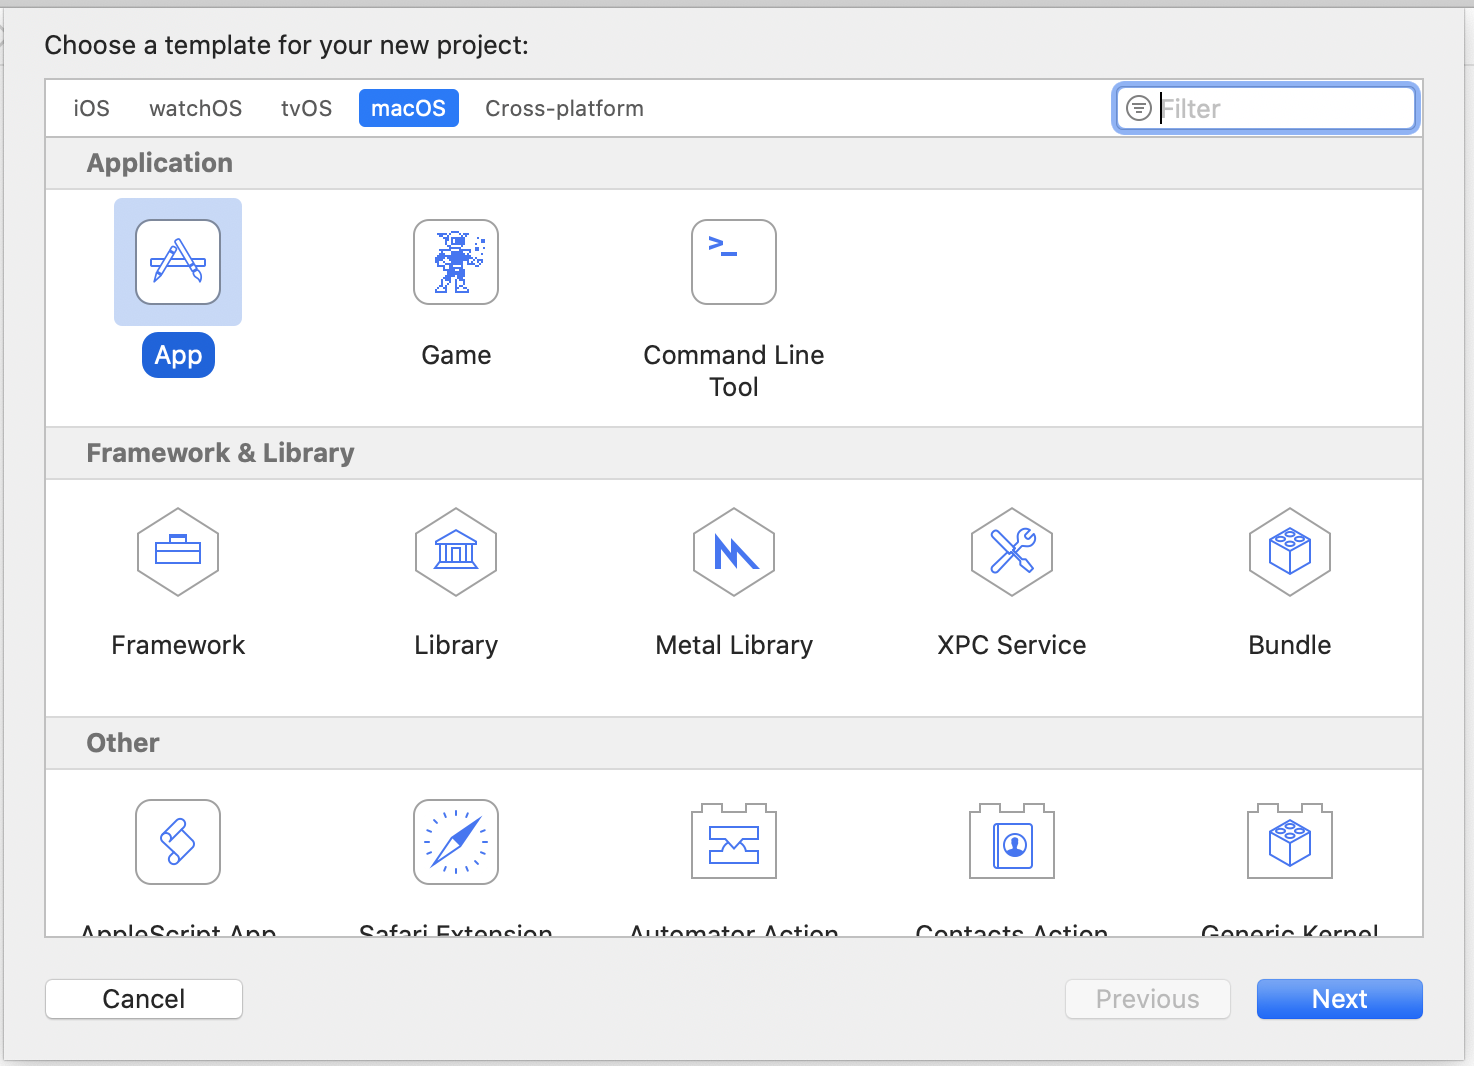 Choose a template for your new project:
iOS watchOS tvOS macOS Cross-platform Filter
Application
App Game Command Line
Tool
Framework & Library
Framework Library Metal Library XPC Service Bundle
Other
AppleScript App Safari Extension Automator Action Contacts Action Generic Kernel
Cancel Previous Next